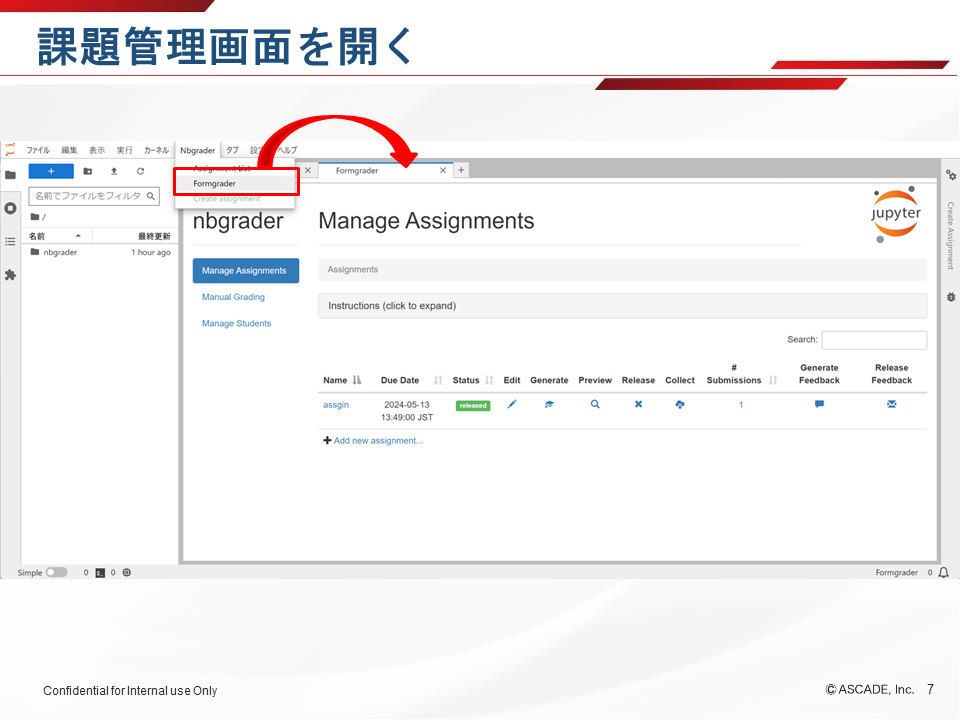 課題管理画面を開く
ファイル 編集 表示 実行 カーネル Nbgrader タブ ヘルプ
Assignment List
Formgrader
Create assignment
Formgrader
名前でファイルをフィルタ
/
名前 最終更新
nbgrader 1 hour ago
nbgrader
Manage Assignments
Manual Grading
Manage Students
Manage Assignments
jupyter
Assignments
Instructions (click to expand)
Search:
Name Due Date Status Edit Generate Preview Release Collect # Submissions Generate Feedback Release Feedback
assgin 2024-05-13 released 1
13:49:00 JST
Add new assignment...
Create Assignment
Simple 0 0 Formgrader 0
Confidential for Internal use Only
© ASCADE, Inc. 7